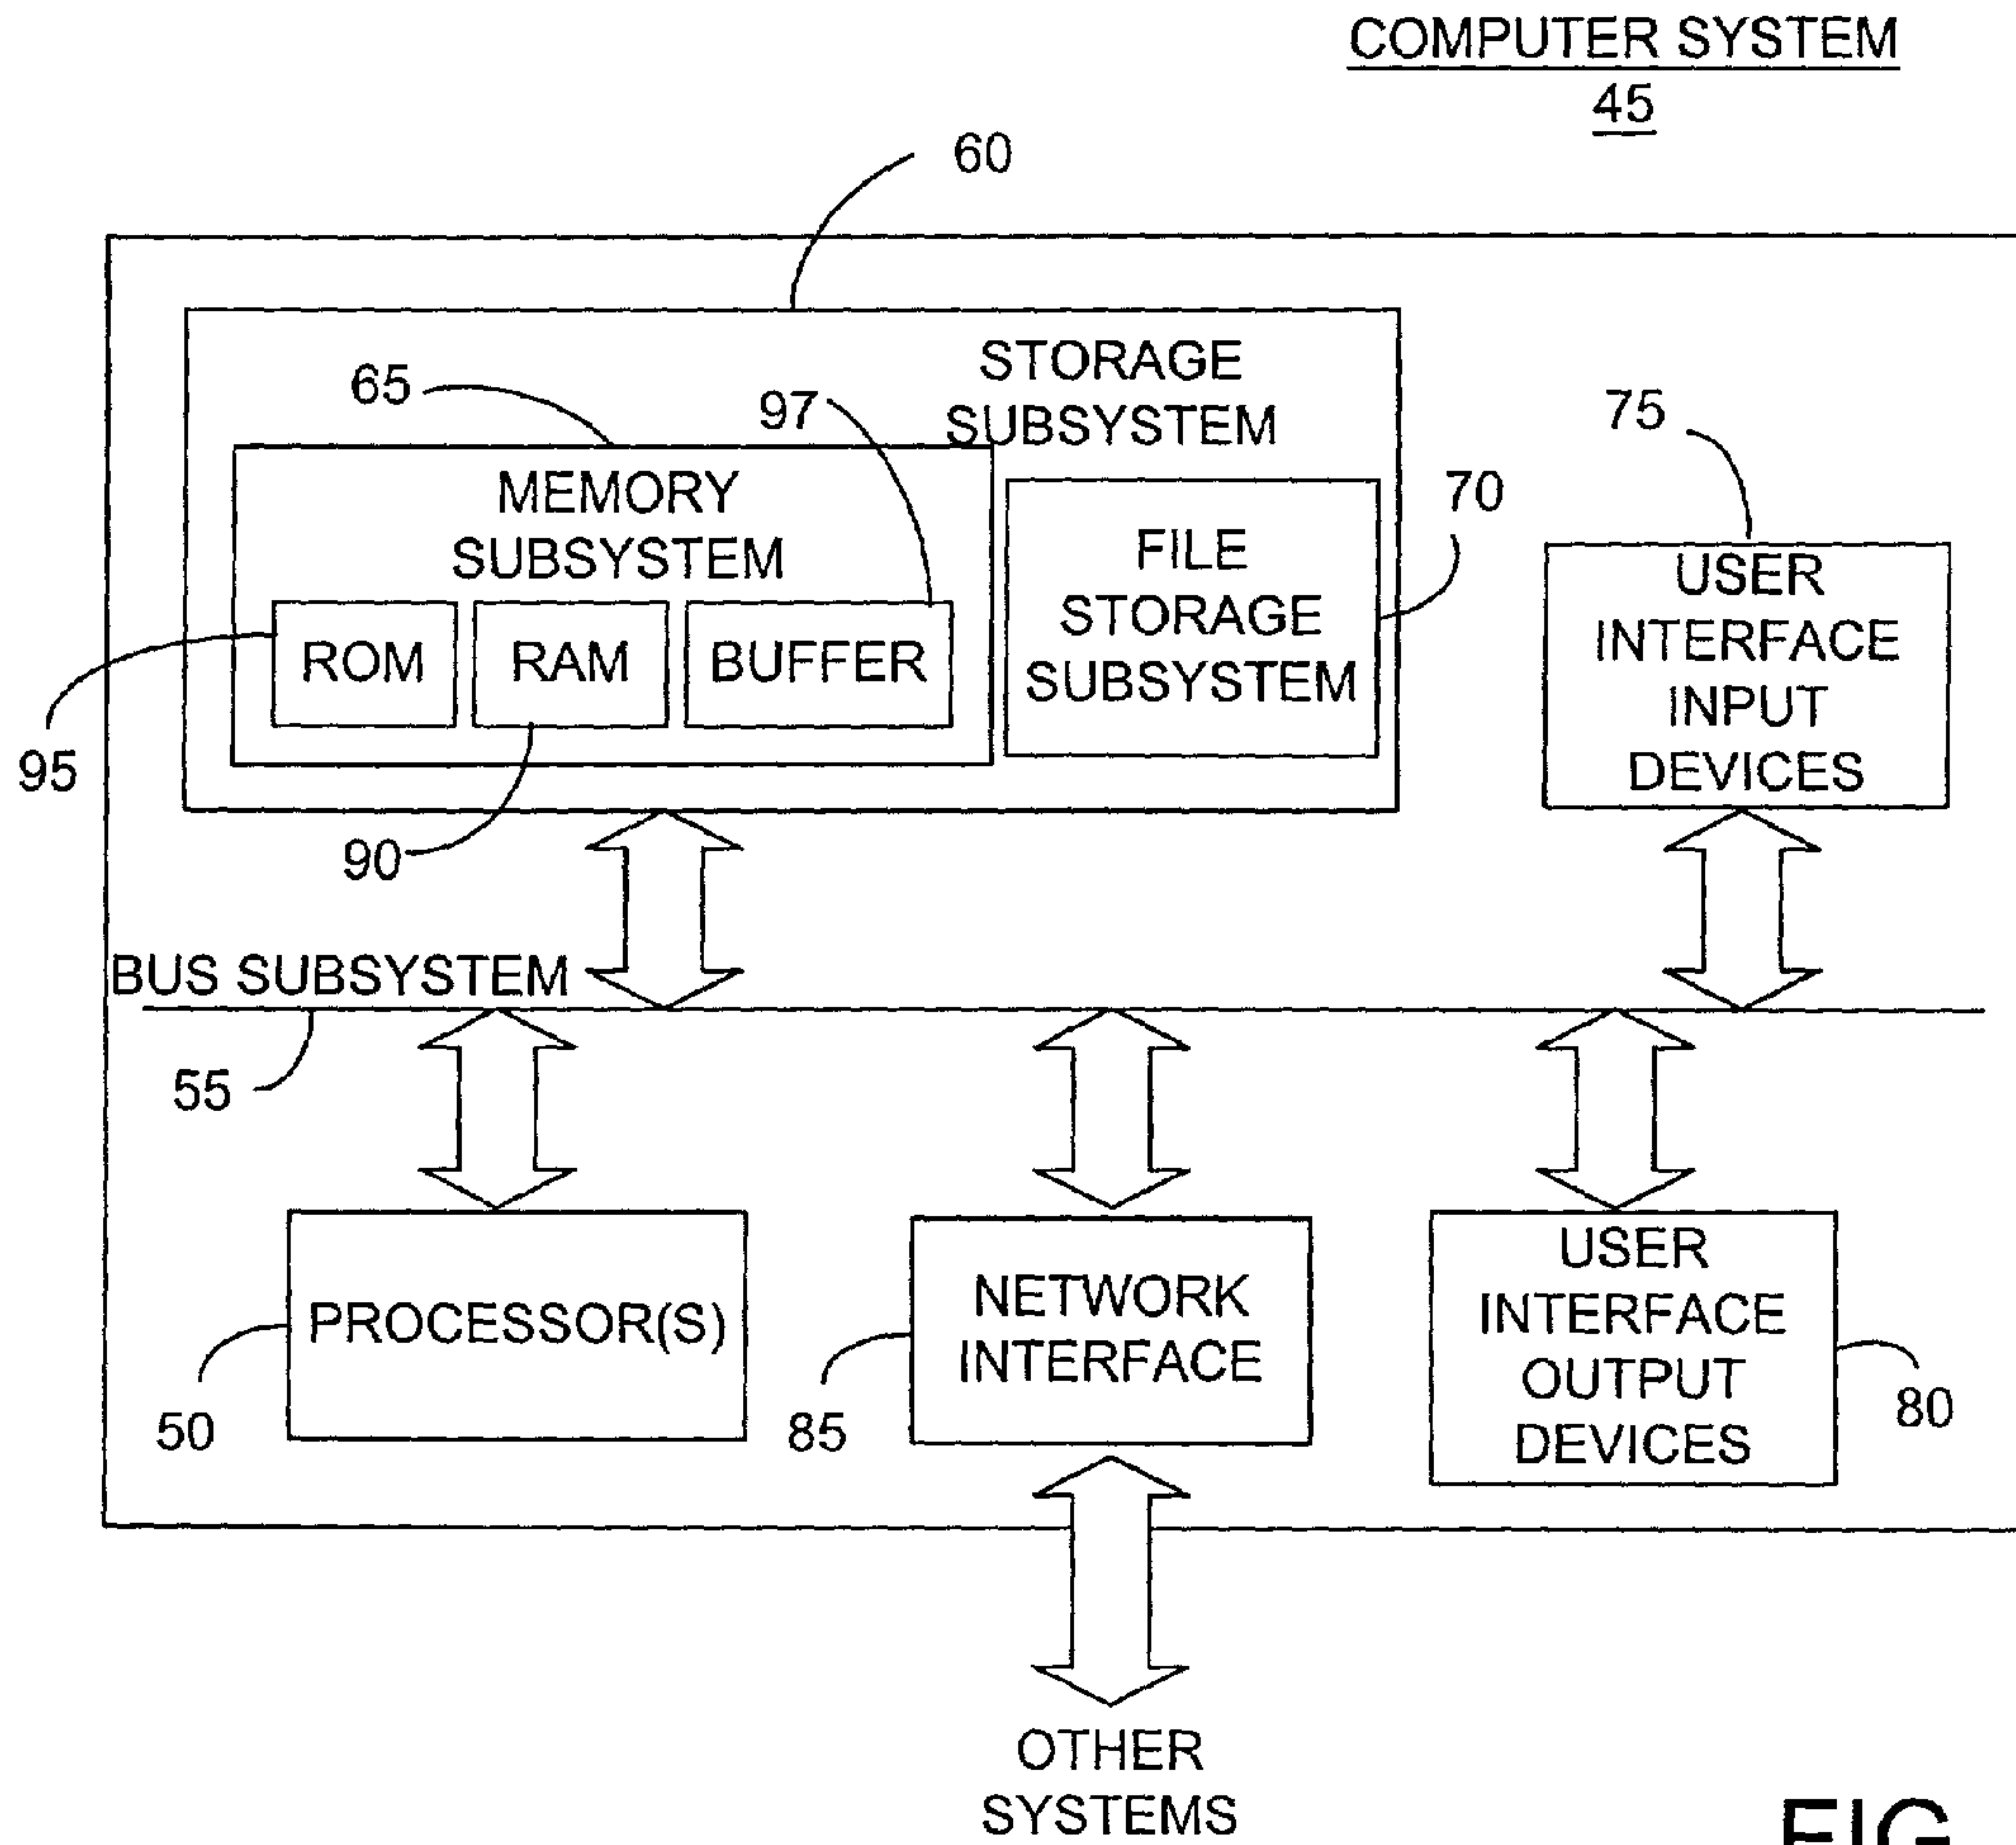 COMPUTER SYSTEM
45
60
STORAGE
SUBSYSTEM
65
97
75
70
MEMORY
SUBSYSTEM
FILE
STORAGE
SUBSYSTEM
USER
INTERFACE
INPUT
DEVICES
ROM
RAM
BUFFER
95
90
BUS SUBSYSTEM
55
PROCESSOR(S)
NETWORK
INTERFACE
USER
INTERFACE
OUTPUT
DEVICES
50
85
80
OTHER
SYSTEMS
FIG